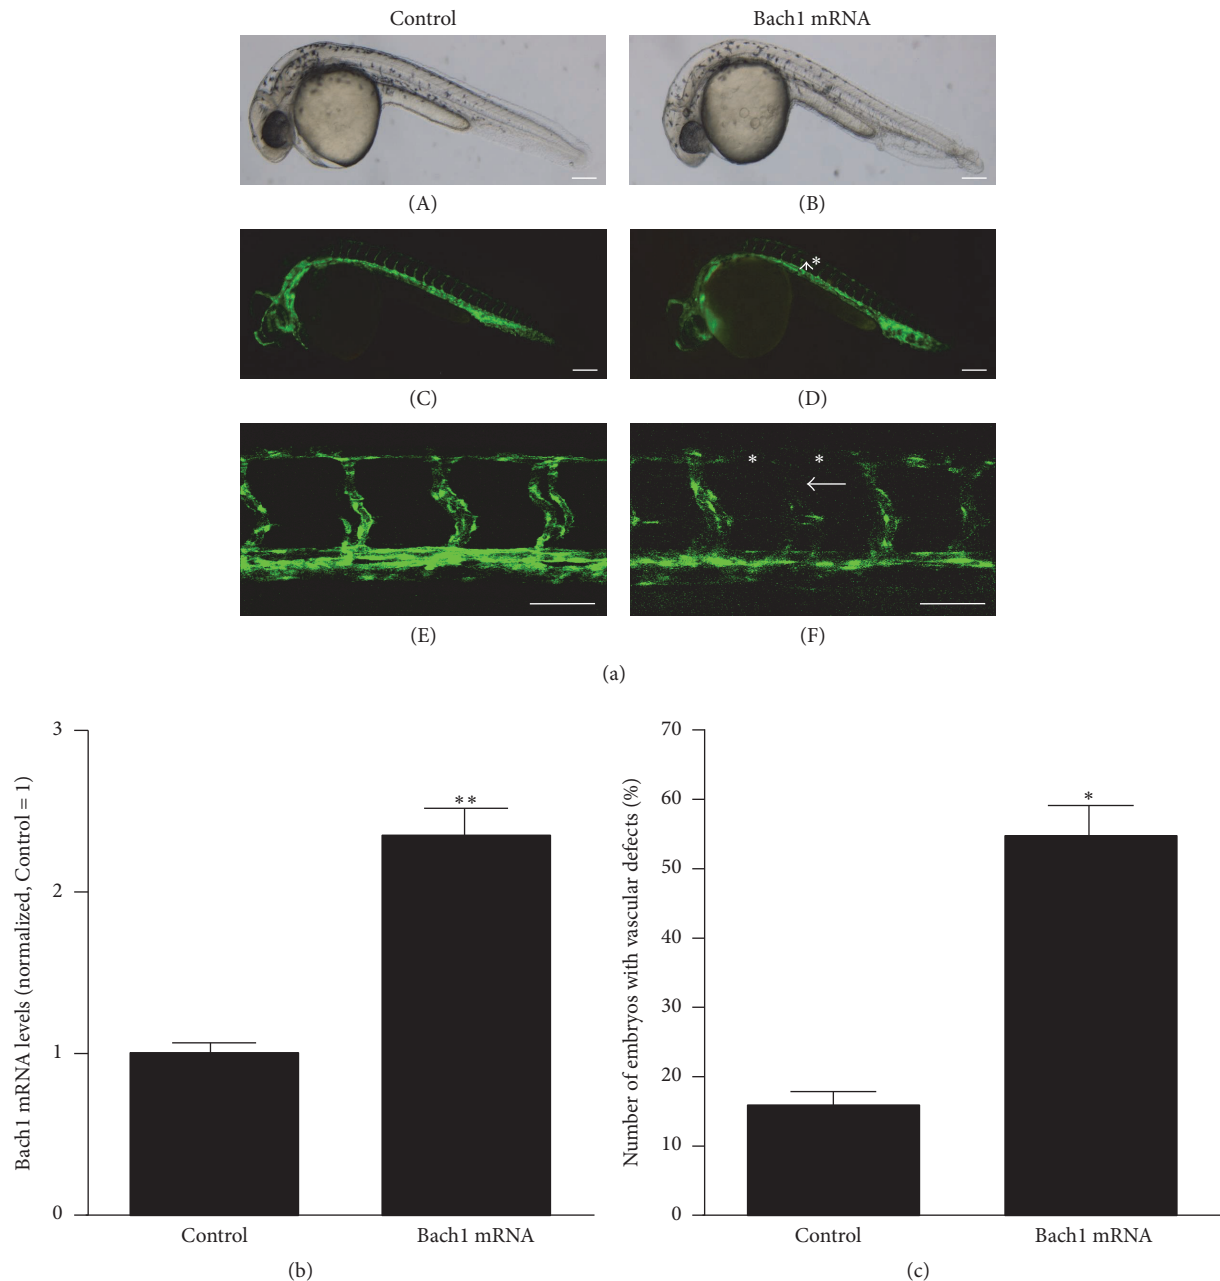 Control
Bach1 mRNA
(A)
(B)
*
(C)
(D)
* *
(E)
(F)
(a)
3
2
1
0
Bach1 mRNA levels (normalized, Control = 1)
**
Control
Bach1 mRNA
(b)
70
60
50
40
30
20
10
0
Number of embryos with vascular defects (%)
*
Control
Bach1 mRNA
(c)